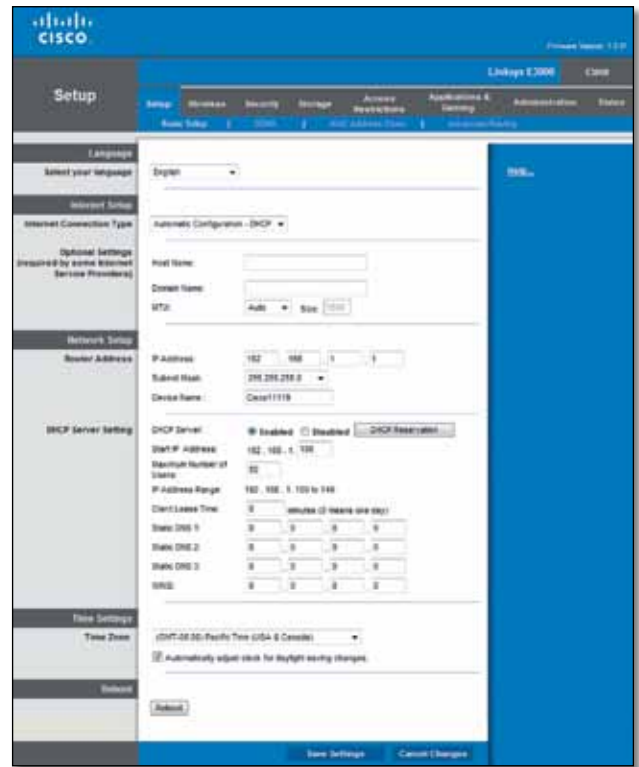 CISCO
Firmware Version: 1.0.01
Linksys E3000
Cisco
Setup
Setup Wireless Security Storage Access Restrictions Applications & Gaming Administration Status
Basic Setup | DDNS | MAC Address Clone | Advanced Routing
Language
Select your language English
Help...
Internet Setup
Internet Connection Type Automatic Configuration - DHCP
Optional Settings
(required by some Internet
Service Providers)
Host Name:
Domain Name:
MTU: Auto Size:
Network Setup
Router Address IP Address: 192 . 168 . 1 . 1
Subnet Mask: 255.255.255.0
Device Name: Cisco11119
DHCP Server Setting DHCP Server: Enabled Disabled DHCP Reservation
Start IP Address: 192 . 168 . 1. 100
Maximum Number of
Users: 50
IP Address Range: 192 . 168 . 1. 100 to 149
Client Lease Time: 0 minutes (0 means one day)
Static DNS 1: 0 . 0 . 0 . 0
Static DNS 2: 0 . 0 . 0 . 0
Static DNS 3: 0 . 0 . 0 . 0
WINS: 0 . 0 . 0 . 0
Time Settings
Time Zone (GMT-08:00) Pacific Time (USA & Canada)
Automatically adjust clock for daylight saving changes.
Reboot
Reboot
Save Settings Cancel Changes